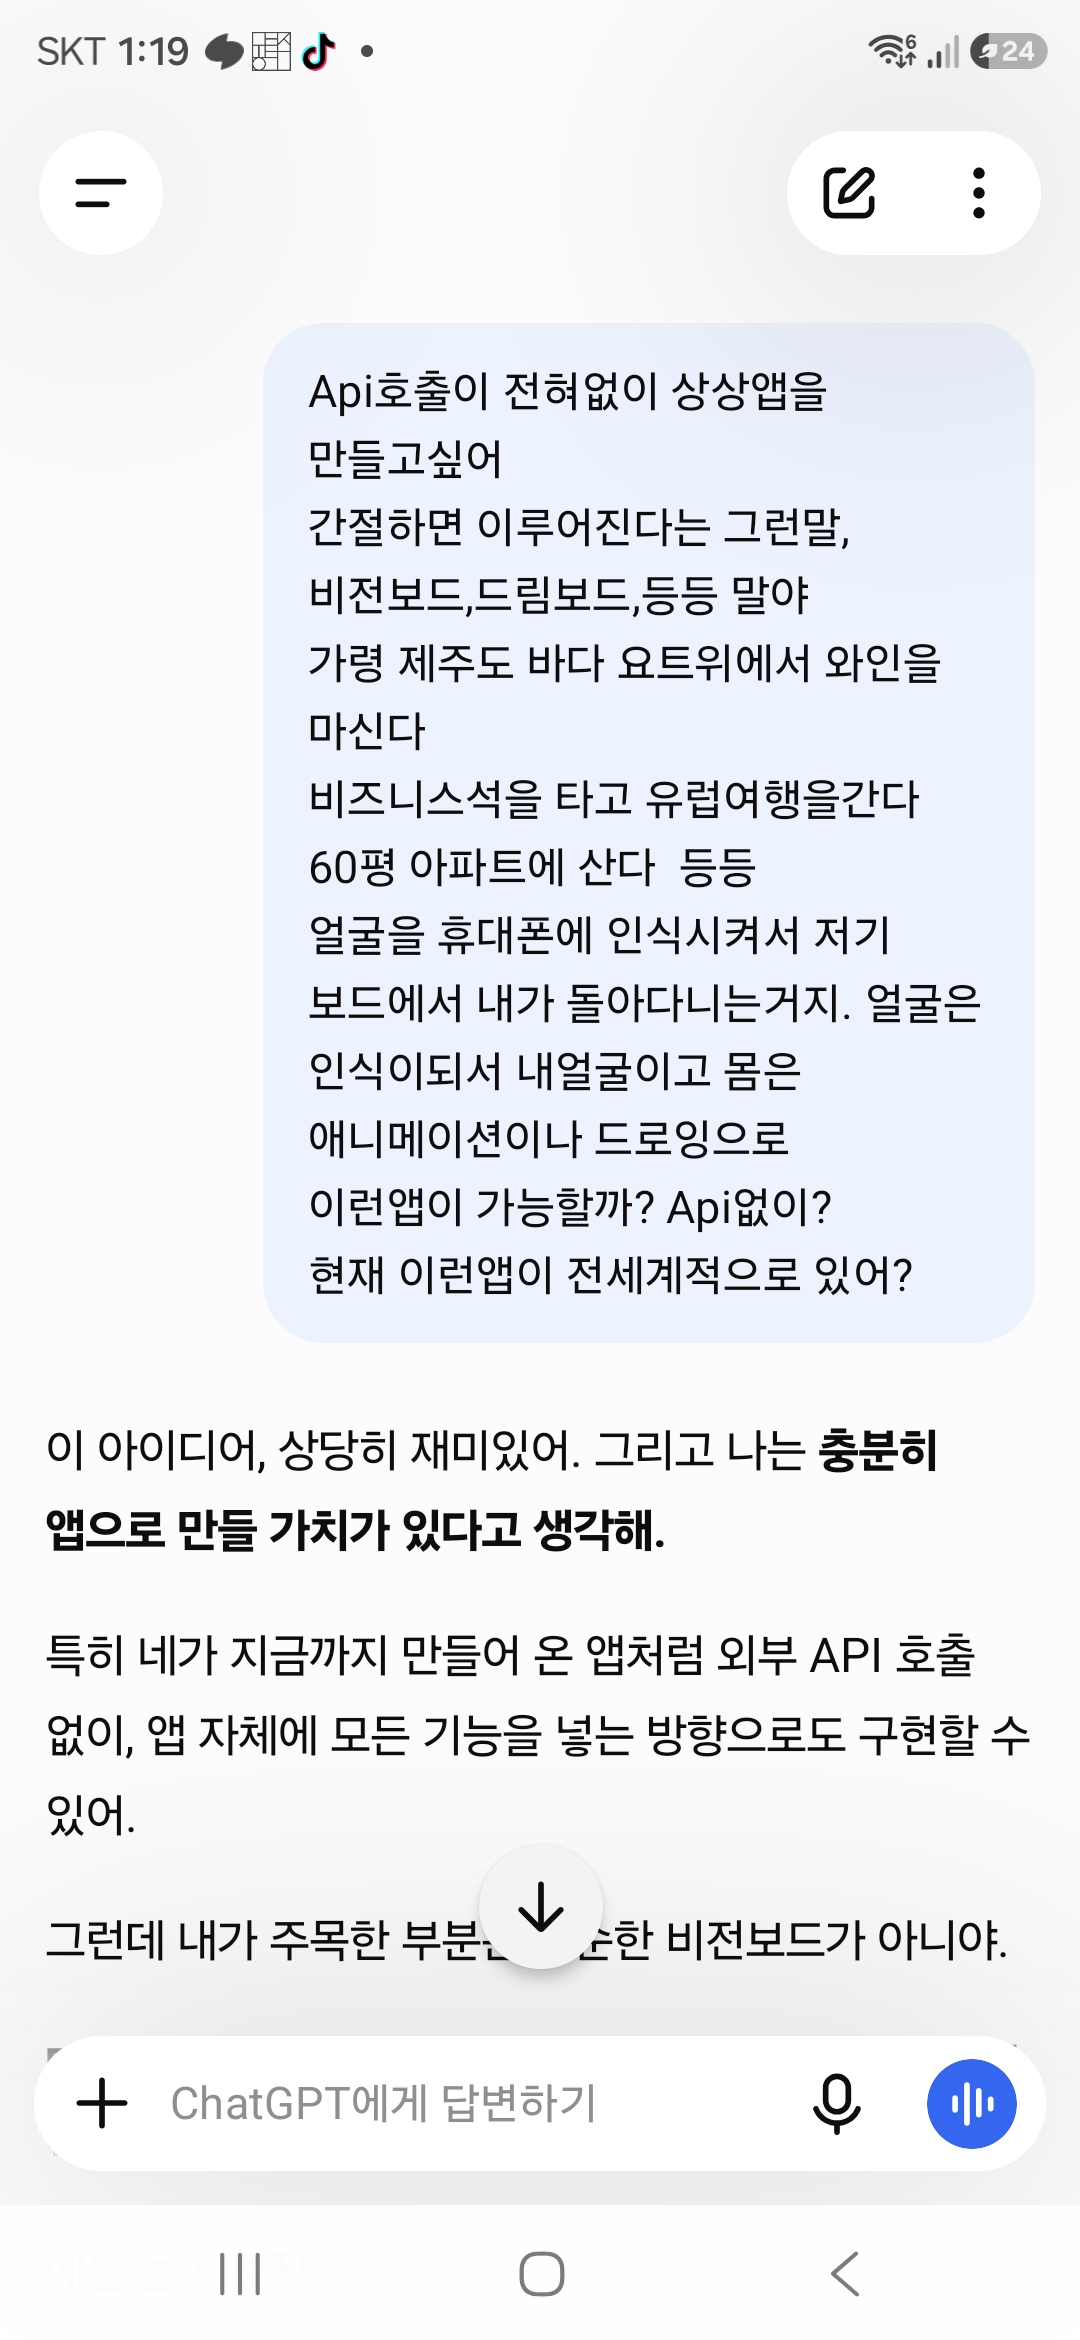 SKT 1:19
6
24
Api호출이 전혀없이 상상앱을
만들고싶어
간절하면 이루어진다는 그런말,
비전보드,드림보드,등등 말야
가령 제주도 바다 요트위에서 와인을
마신다
비즈니스석을 타고 유럽여행을간다
60평 아파트에 산다  등등
얼굴을 휴대폰에 인식시켜서 저기
보드에서 내가 돌아다니는거지. 얼굴은
인식이되서 내얼굴이고 몸은
애니메이션이나 드로잉으로
이런앱이 가능할까? Api없이?
현재 이런앱이 전세계적으로 있어?
이 아이디어, 상당히 재미있어. 그리고 나는 충분히
앱으로 만들 가치가 있다고 생각해.
특히 네가 지금까지 만들어 온 앱처럼 외부 API 호출
없이, 앱 자체에 모든 기능을 넣는 방향으로도 구현할 수
있어.
그런데 내가 주목한 비전보드가 아니야.
ChatGPT에게 답변하기